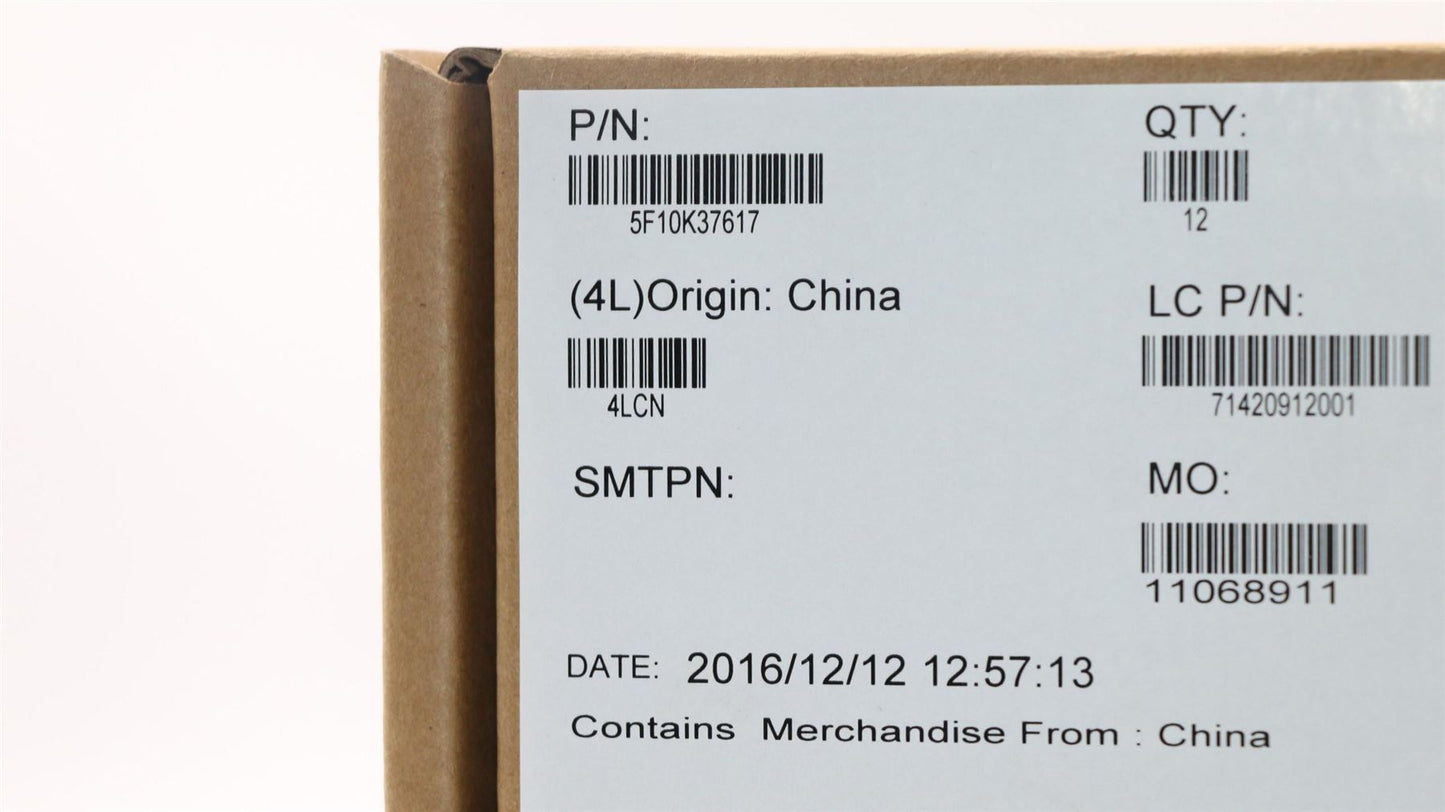 P/N:
5F10K37617
QTY:
12
(4L)Origin: China
4LCN
LC P/N:
71420912001
SMTPN:
MO:
11068911
DATE: 2016/12/12 12:57:13
Contains Merchandise From : China